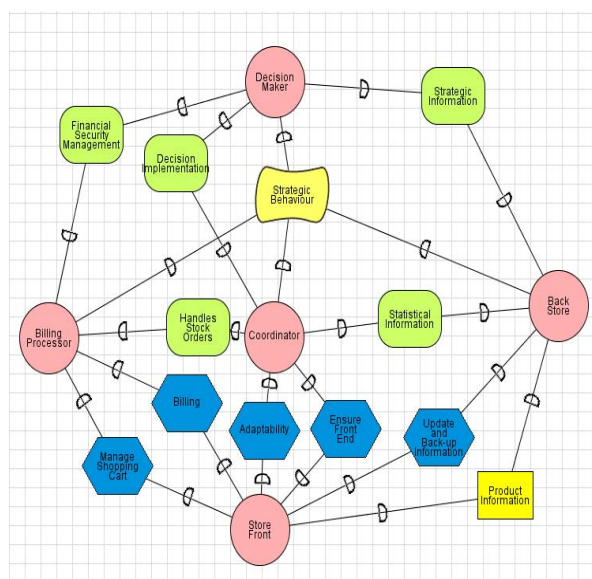 Decision
Maker
Strategic
Information
Financial
Security
Management
Decision
Implementation
Strategic
Behaviour
Back
Store
Handles
Stock
Orders
Statistical
Information
Billing
Processor
Coordinator
Billing
Adaptability
Ensure
Front
End
Update
and
Back-up
Information
Manage
Shopping
Cart
Product
Information
Store
Front